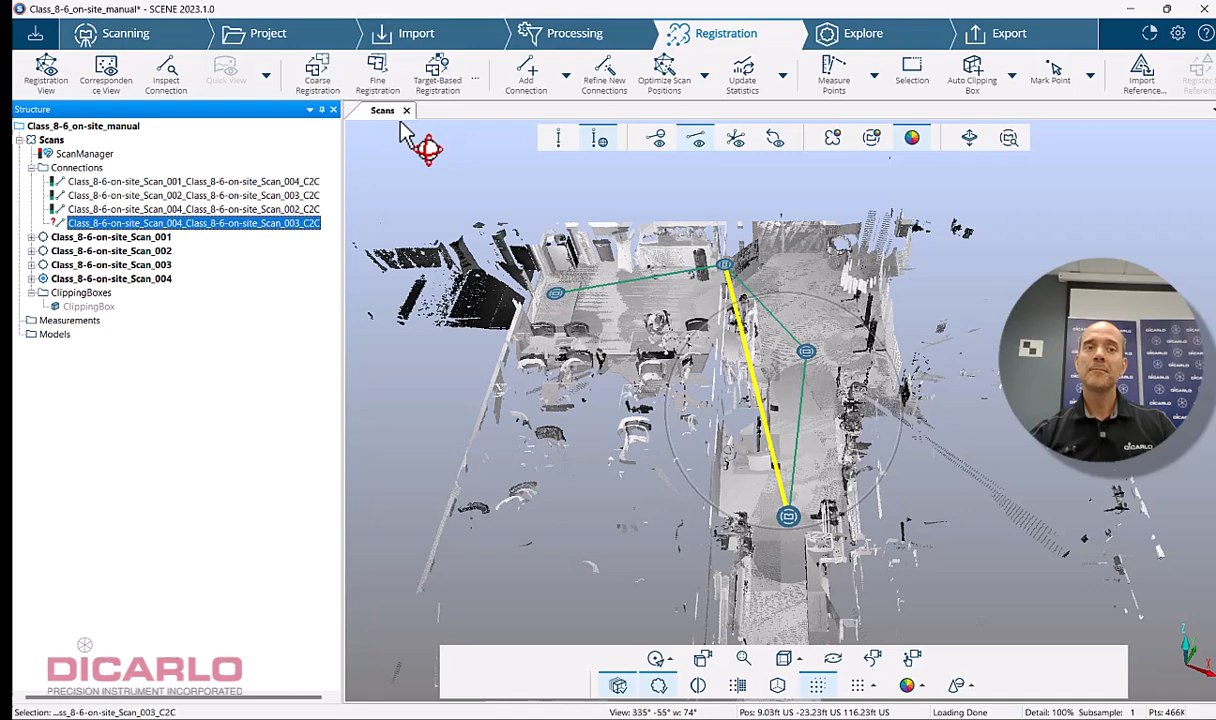 Class_8-6_on-site_manual* - SCENE 2023.1.0
Scanning
Project
Import
Processing
Registration
Explore
Export
Registration View
Corresponden ce View
Inspect Connection
Quick View
Coarse Registration
Fine Registration
Target-Based Registration
...
Add Connection
Refine New Connections
Optimize Scan Positions
Update Statistics
Measure Points
Selection
Auto Clipping Box
Mark Point
Import Reference...
Structure
Scans
Class_8-6_on-site_manual
Scans
ScanManager
Connections
Class_8-6-on-site_Scan_001_Class_8-6-on-site_Scan_004_C2C
Class_8-6-on-site_Scan_002_Class_8-6-on-site_Scan_003_C2C
Class_8-6-on-site_Scan_004_Class_8-6-on-site_Scan_002_C2C
Class_8-6-on-site_Scan_004_Class_8-6-on-site_Scan_003_C2C
Class_8-6-on-site_Scan_001
Class_8-6-on-site_Scan_002
Class_8-6-on-site_Scan_003
Class_8-6-on-site_Scan_004
ClippingBoxes
ClippingBox
Measurements
Models
DICARLO
DICARLO
PRECISION INSTRUMENT INCORPORATED
Selection: ...ss_8-6-on-site_Scan_003_C2C
View: 335° -55° w: 74°
Pos: 9.03ft US -23.23ft US 116.23ft US
Loading Done
Detail: 100%
Subsample: 1
Pts: 466K